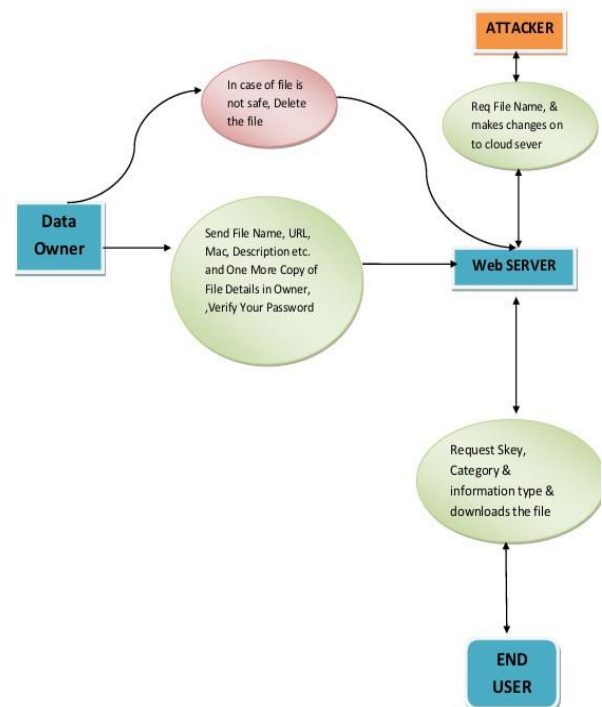 ATTACKER
In case of file is
not safe, Delete
the file
Req File Name, &
makes changes on
to cloud sever
Data
Owner
Send File Name, URL,
Mac, Description etc.
and One More Copy of
File Details in Owner,
,Verify Your Password
Web SERVER
Request Skey,
Category &
information type &
downloads the file
END
USER